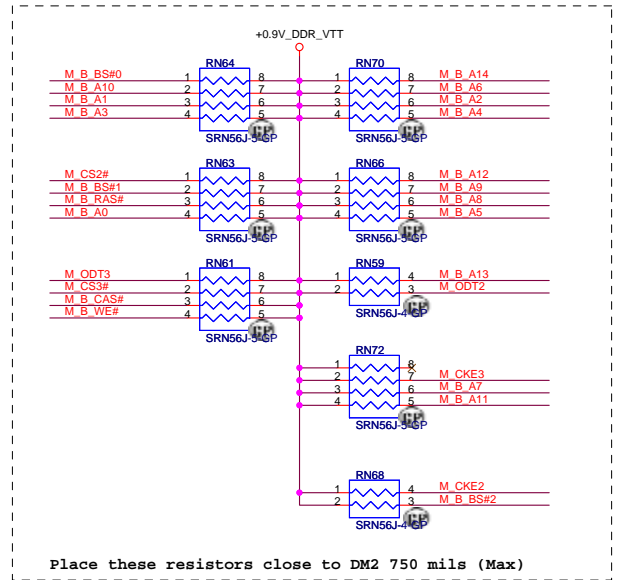 +0.9V_DDR_VTT
RN64
M_B_BS#0 1 8
M_B_A10 2 7
M_B_A1 3 6
M_B_A3 4 5
SRN56J-5-GP
RN70
1 8 M_B_A14
2 7 M_B_A6
3 6 M_B_A2
4 5 M_B_A4
SRN56J-5-GP
RN63
M_CS2# 1 8
M_B_BS#1 2 7
M_B_RAS# 3 6
M_B_A0 4 5
SRN56J-5-GP
RN66
1 8 M_B_A12
2 7 M_B_A9
3 6 M_B_A8
4 5 M_B_A5
SRN56J-5-GP
RN61
M_ODT3 1 8
M_CS3# 2 7
M_B_CAS# 3 6
M_B_WE# 4 5
SRN56J-5-GP
RN59
1 4 M_B_A13
2 3 M_ODT2
SRN56J-4-GP
RN72
1 8
2 7 M_CKE3
3 6 M_B_A7
4 5 M_B_A11
SRN56J-5-GP
RN68
1 4 M_CKE2
2 3 M_B_BS#2
SRN56J-4-GP
Place these resistors close to DM2 750 mils (Max)